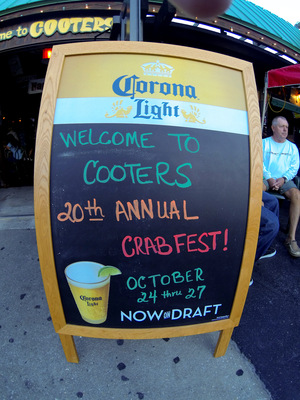 me to COOTERS
Corona
Light
WELCOME TO
COOTERS
20th ANNUAL
CRABFEST!
OCTOBER
24 thru 27
Corona
Light
NOW ON DRAFT